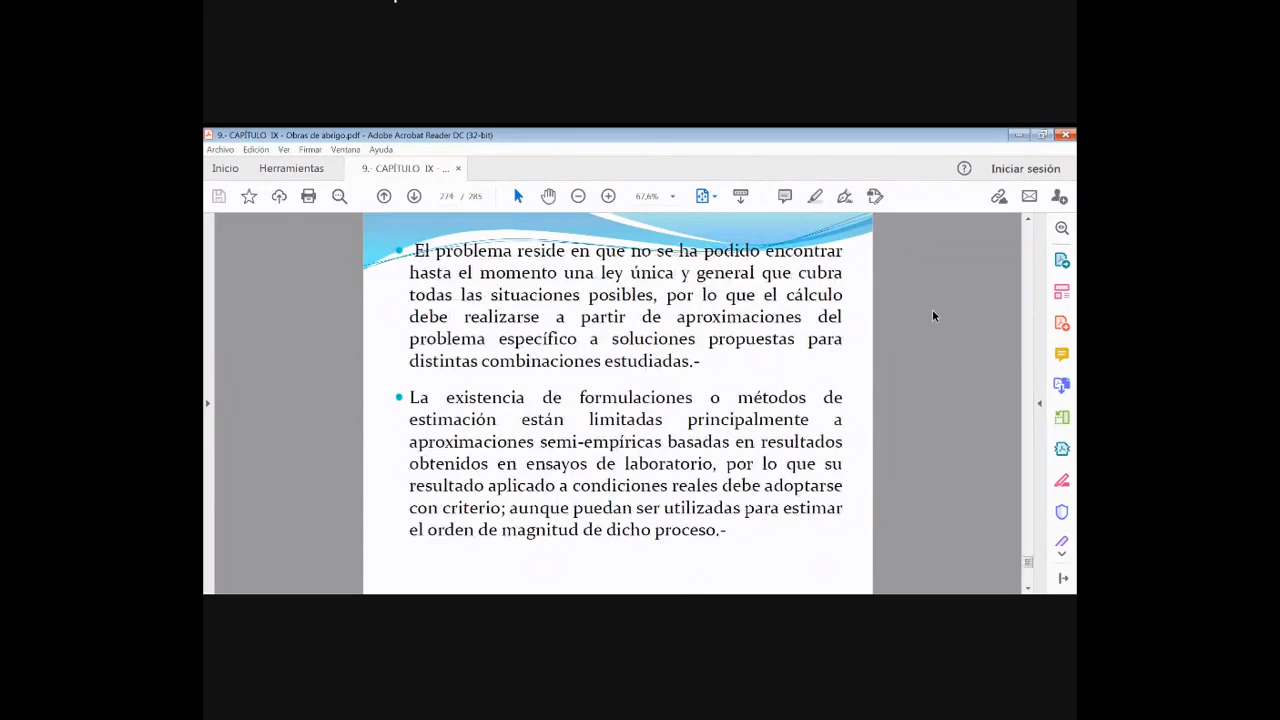 9.- CAPÍTULO IX - Obras de abrigo.pdf - Adobe Acrobat Reader DC (32-bit)
Archivo Edición Ver Firmar Ventana Ayuda
Inicio Herramientas 9.- CAPÍTULO IX - ... × Iniciar sesión
274 / 285 67,6%
El problema reside en que no se ha podido encontrar
hasta el momento una ley única y general que cubra
todas las situaciones posibles, por lo que el cálculo
debe realizarse a partir de aproximaciones del
problema específico a soluciones propuestas para
distintas combinaciones estudiadas.-
La existencia de formulaciones o métodos de
estimación están limitadas principalmente a
aproximaciones semi-empíricas basadas en resultados
obtenidos en ensayos de laboratorio, por lo que su
resultado aplicado a condiciones reales debe adoptarse
con criterio; aunque puedan ser utilizadas para estimar
el orden de magnitud de dicho proceso.-